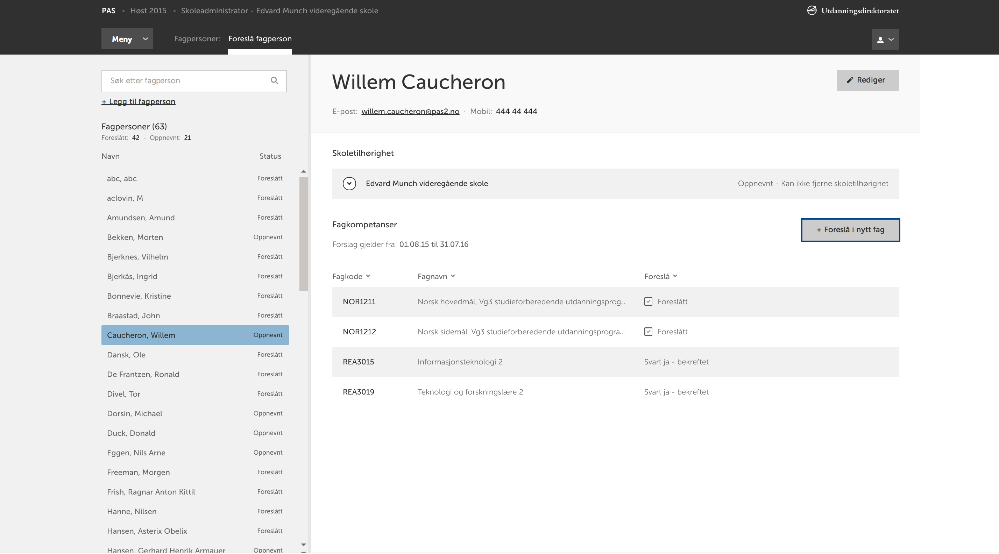 PAS • Høst 2015 • Skoleadministrator - Edvard Munch videregående skole
Utdanningsdirektoratet
Meny
Fagpersoner: Foreslå fagperson
Søk etter fagperson
+ Legg til fagperson
Fagpersoner (63)
Foreslått: 42 • Oppnevnt: 21
Navn Status
abc, abc Foreslått
aclovin, M Foreslått
Amundsen, Amund Foreslått
Bekken, Morten Oppnevnt
Bjerknes, Vilhelm Foreslått
Bjerkås, Ingrid Foreslått
Bonnevie, Kristine Foreslått
Braastad, John Foreslått
Caucheron, Willem Oppnevnt
Dansk, Ole Foreslått
De Frantzen, Ronald Foreslått
Divel, Tor Foreslått
Dorsin, Michael Oppnevnt
Duck, Donald Oppnevnt
Eggen, Nils Arne Oppnevnt
Freeman, Morgen Foreslått
Frish, Ragnar Anton Kittil Foreslått
Hanne, Nilsen Foreslått
Hansen, Asterix Obelix Foreslått
Hansen, Gerhard Henrik Armauer Oppnevnt
Willem Caucheron
Rediger
E-post: willem.caucheron@pas2.no • Mobil: 444 44 444
Skoletilhørighet
Edvard Munch videregående skole Oppnevnt - Kan ikke fjerne skoletilhørighet
Fagkompetanser
+ Foreslå i nytt fag
Forslag gjelder fra: 01.08.15 til 31.07.16
Fagkode Fagnavn Foreslå
NOR1211 Norsk hovedmål, Vg3 studieforberedende utdanningsprog... Foreslått
NOR1212 Norsk sidemål, Vg3 studieforberedende utdanningsprogra... Foreslått
REA3015 Informasjonsteknologi 2 Svart ja - bekreftet
REA3019 Teknologi og forskningslære 2 Svart ja - bekreftet